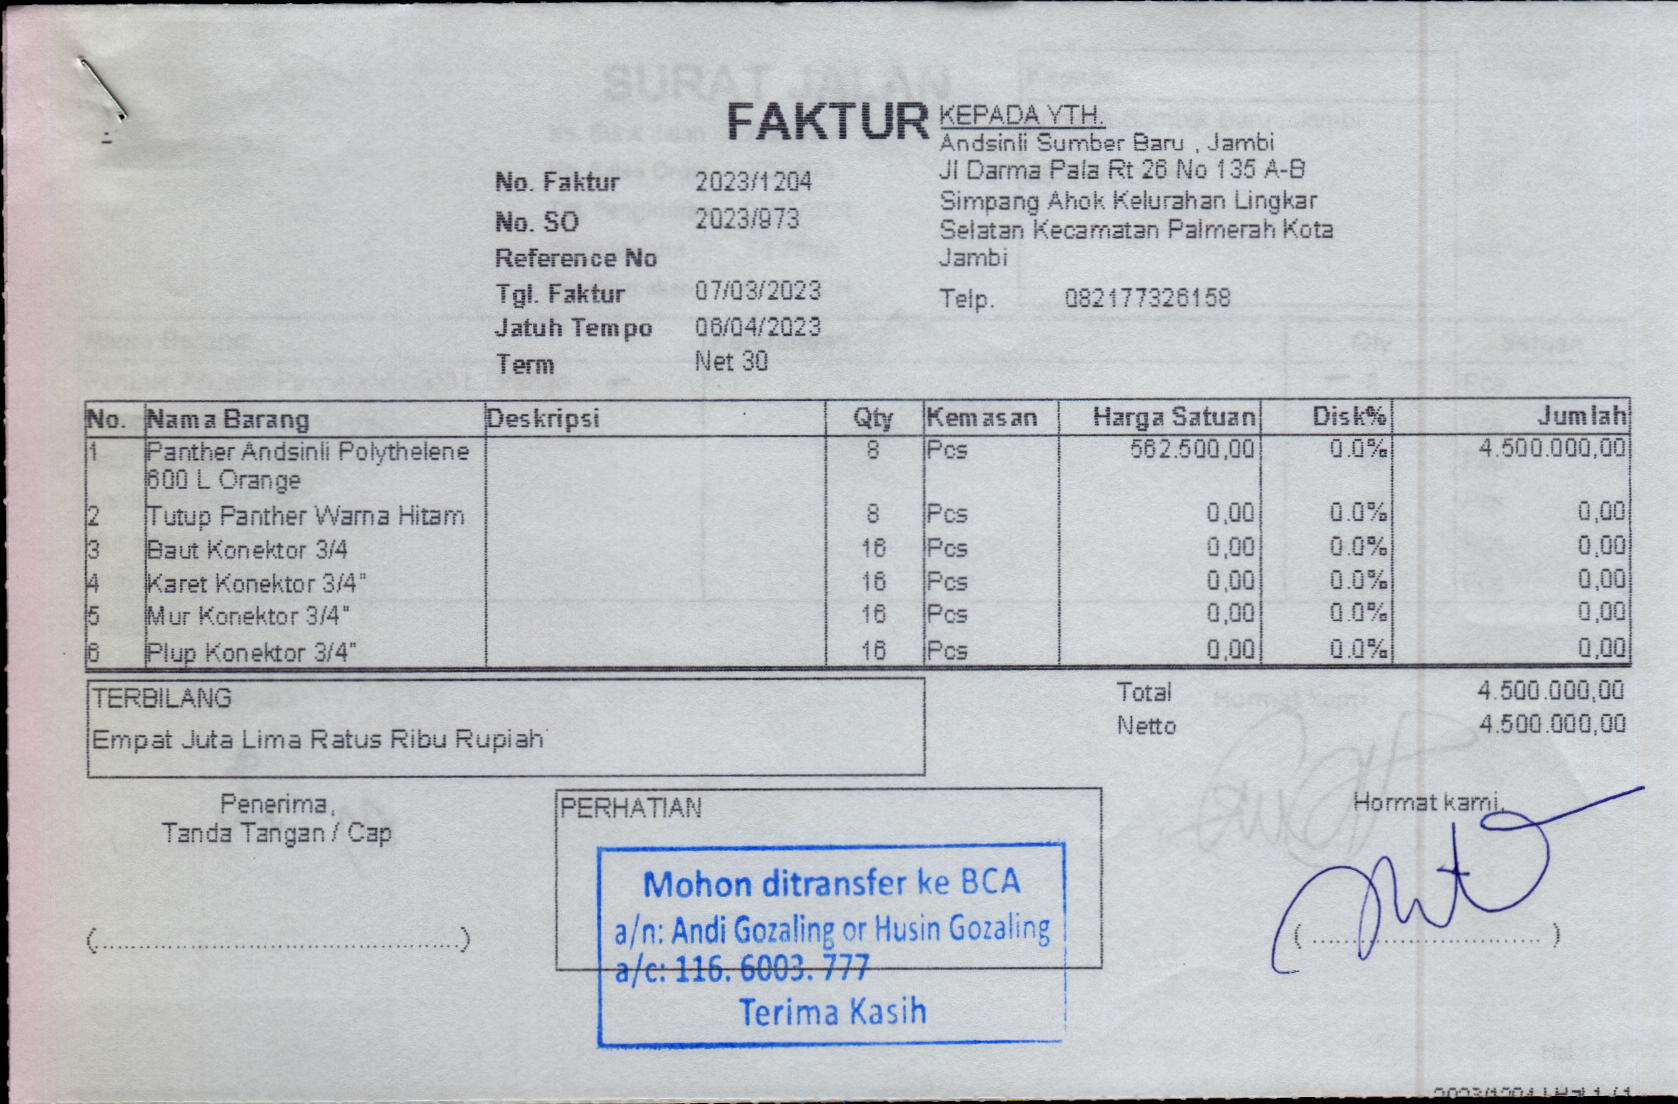 FAKTUR
No. Faktur 2023/1204
No. SO 2023/973
Reference No
Tgl. Faktur 07/03/2023
Jatuh Tempo 06/04/2023
Term Net 30
KEPADA YTH.
Andsinli Sumber Baru , Jambi
Jl Darma Pala Rt 26 No 135 A-B
Simpang Ahok Kelurahan Lingkar
Selatan Kecamatan Palmerah Kota
Jambi
Telp. 082177326158
No. Nama Barang Deskripsi Qty Kemasan Harga Satuan Disk% Jumlah
1 Panther Andsinli Polythelene 8 Pcs 562.500,00 0.0% 4.500.000,00
600 L Orange
2 Tutup Panther Warna Hitam 8 Pcs 0,00 0.0% 0,00
3 Baut Konektor 3/4 16 Pcs 0,00 0.0% 0,00
4 Karet Konektor 3/4" 16 Pcs 0,00 0.0% 0,00
5 Mur Konektor 3/4" 16 Pcs 0,00 0.0% 0,00
6 Plup Konektor 3/4" 16 Pcs 0,00 0.0% 0,00
TERBILANG
Empat Juta Lima Ratus Ribu Rupiah
Total 4.500.000,00
Netto 4.500.000,00
Penerima,
Tanda Tangan / Cap
(................................................)
PERHATIAN
Mohon ditransfer ke BCA
a/n: Andi Gozaling or Husin Gozaling
a/c: 116. 6003. 777
Terima Kasih
Hormat kami,
(..............................)
SURAT JALAN